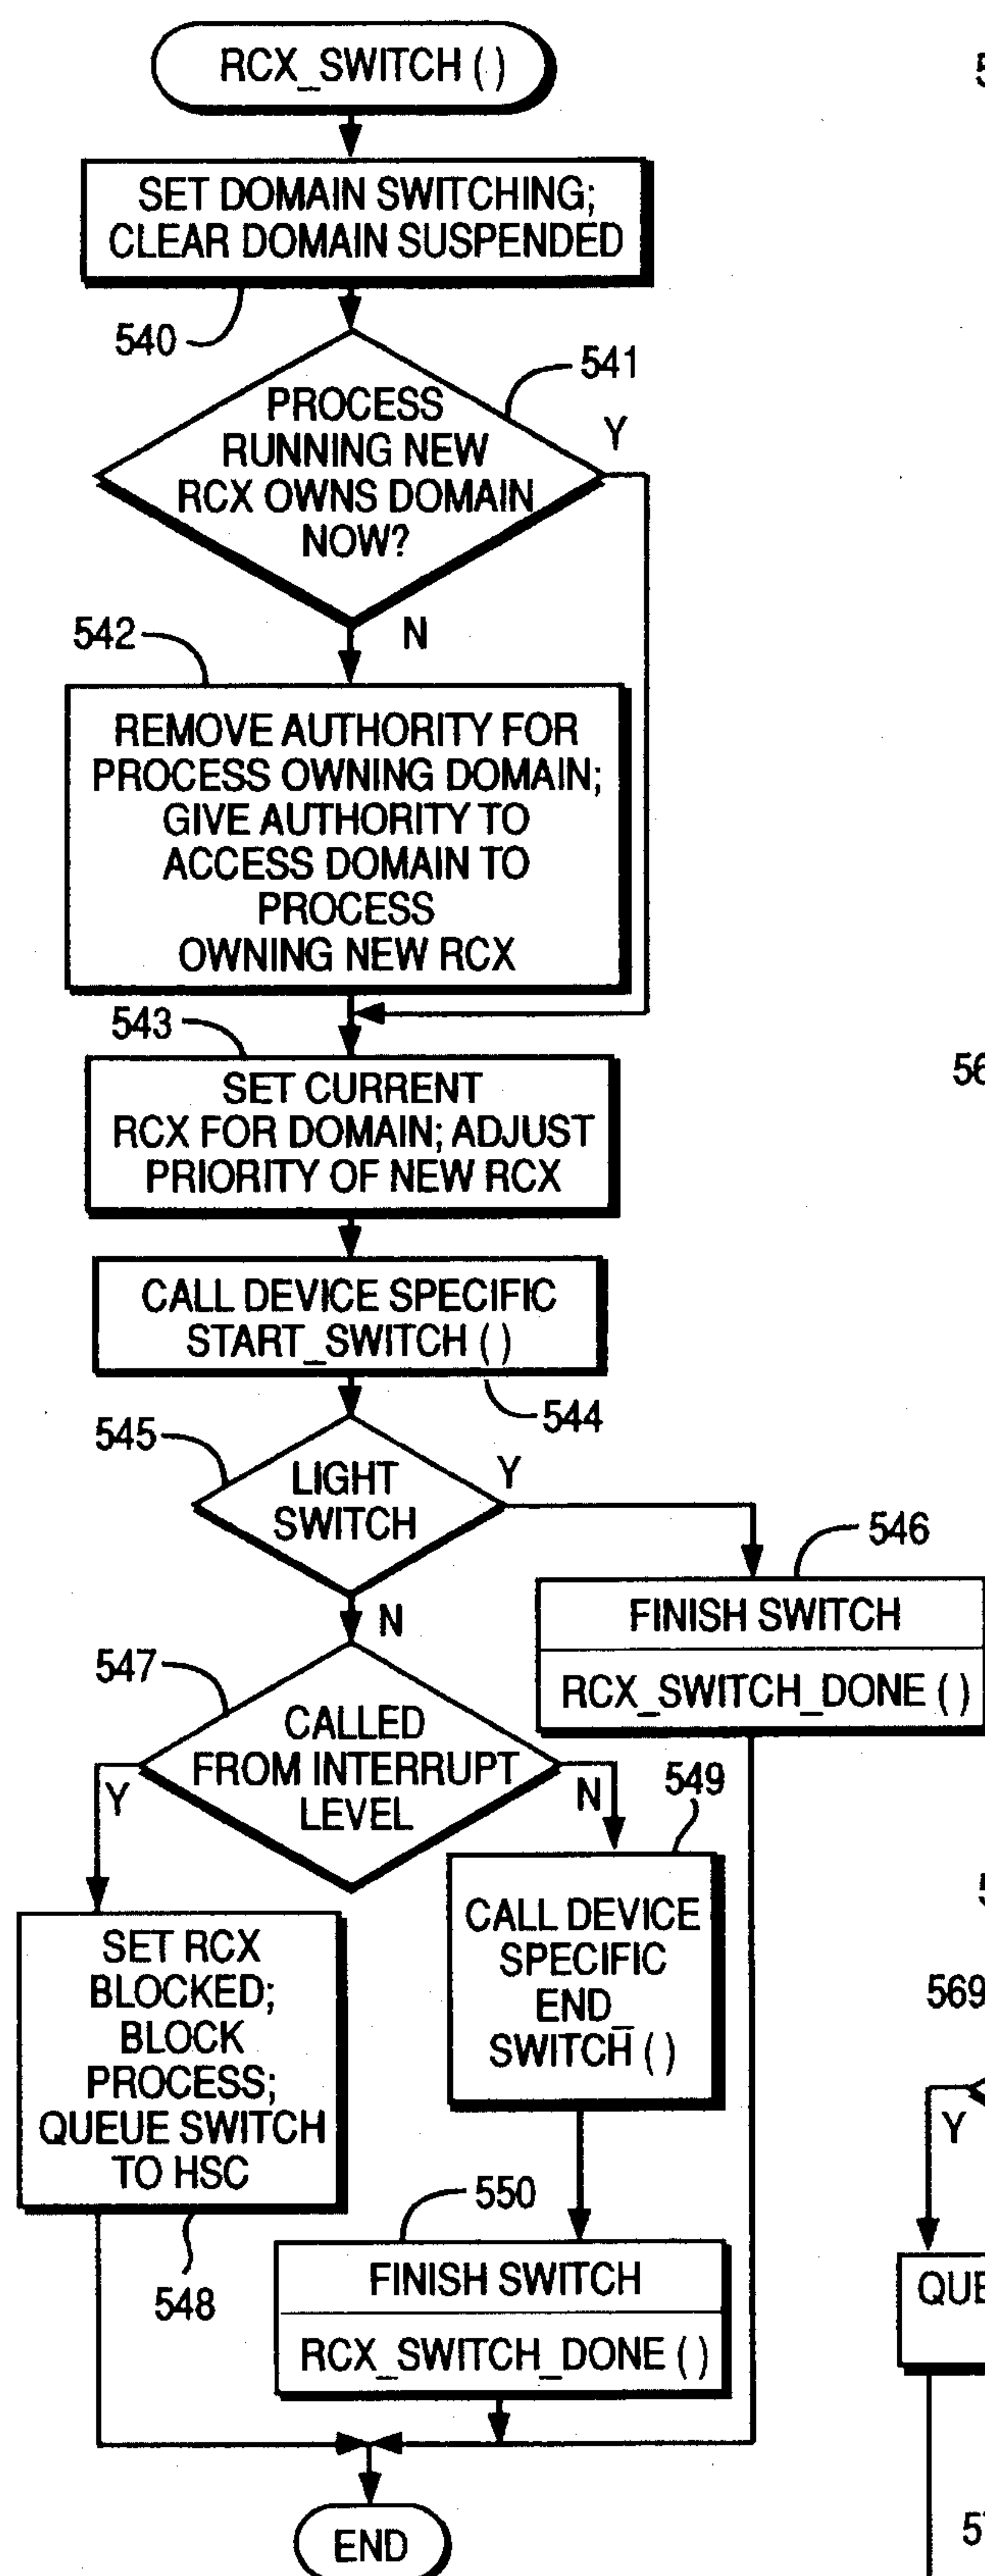 RCX_SWITCH ( )
SET DOMAIN SWITCHING;
CLEAR DOMAIN SUSPENDED
540
541
PROCESS
RUNNING NEW
RCX OWNS DOMAIN
NOW?
Y
N
542
REMOVE AUTHORITY FOR
PROCESS OWNING DOMAIN;
GIVE AUTHORITY TO
ACCESS DOMAIN TO
PROCESS
OWNING NEW RCX
543
SET CURRENT
RCX FOR DOMAIN; ADJUST
PRIORITY OF NEW RCX
CALL DEVICE SPECIFIC
START_SWITCH ( )
544
545
LIGHT
SWITCH
Y
N
546
FINISH SWITCH
RCX_SWITCH_DONE ( )
547
CALLED
FROM INTERRUPT
LEVEL
Y
N
549
SET RCX
BLOCKED;
BLOCK
PROCESS;
QUEUE SWITCH
TO HSC
548
CALL DEVICE
SPECIFIC
END_
SWITCH ( )
550
FINISH SWITCH
RCX_SWITCH_DONE ( )
END
569
Y